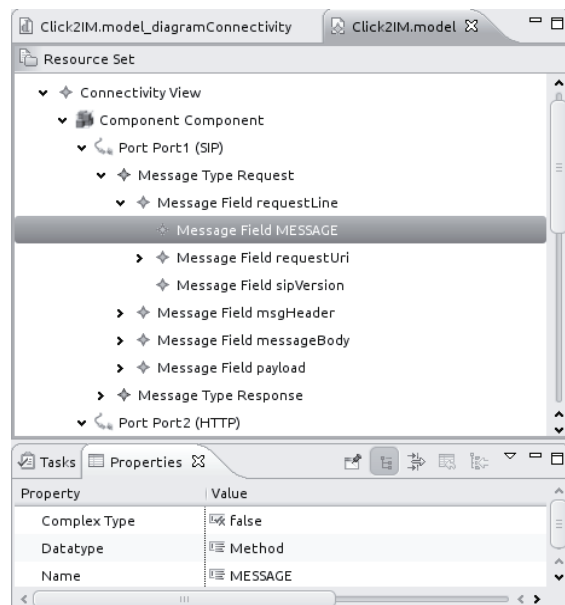 Click2IM.model_diagramConnectivity Click2IM.model
Resource Set
Connectivity View
Component Component
Port Port1 (SIP)
Message Type Request
Message Field requestLine
Message Field MESSAGE
Message Field requestUri
Message Field sipVersion
Message Field msgHeader
Message Field messageBody
Message Field payload
Message Type Response
Port Port2 (HTTP)
Tasks Properties
Property Value
Complex Type false
Datatype Method
Name MESSAGE